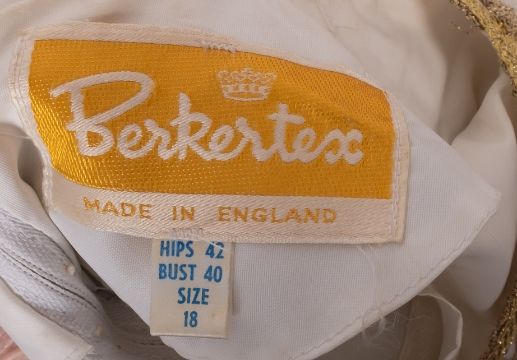 Berkertex
MADE IN ENGLAND
HIPS 42
BUST 40
SIZE
18